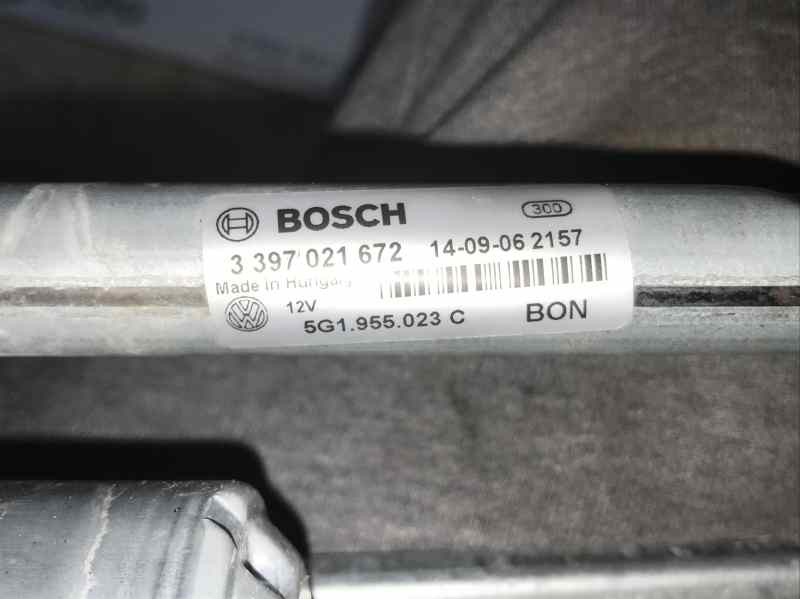 BOSCH 300
3 397 021 672 14-09-06 2157
Made in Hungary
12V
5G1.955.023 C BON